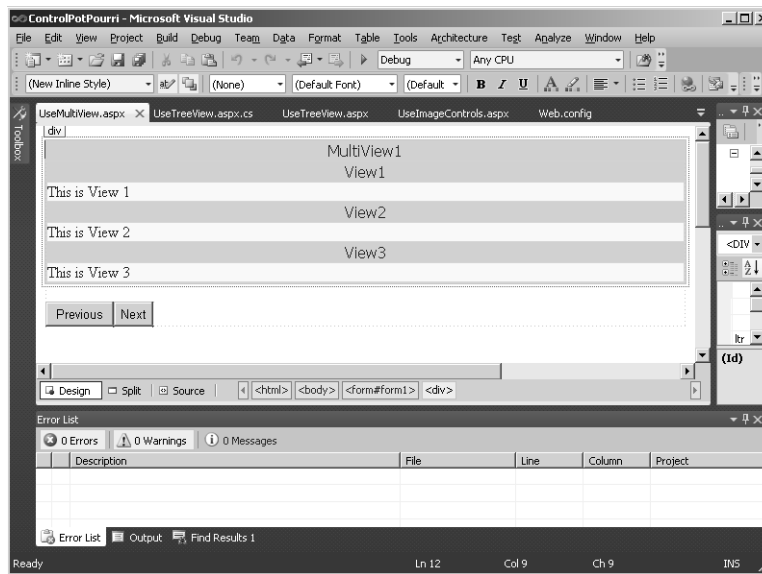 ControlPotPourri - Microsoft Visual Studio
File Edit View Project Build Debug Team Data Format Table Tools Architecture Test Analyze Window Help
Debug Any CPU
(New Inline Style) (None) (Default Font) (Default B I U A
UseMultiView.aspx UseTreeView.aspx.cs UseTreeView.aspx UseImageControls.aspx Web.config
Toolbox
div
MultiView1
View1
This is View 1
View2
This is View 2
View3
This is View 3
Previous Next
<DIV
ltr
(Id)
Design Split Source <html> <body> <form#form1> <div>
Error List
0 Errors 0 Warnings 0 Messages
Description File Line Column Project
Error List Output Find Results 1
Ready Ln 12 Col 9 Ch 9 INS